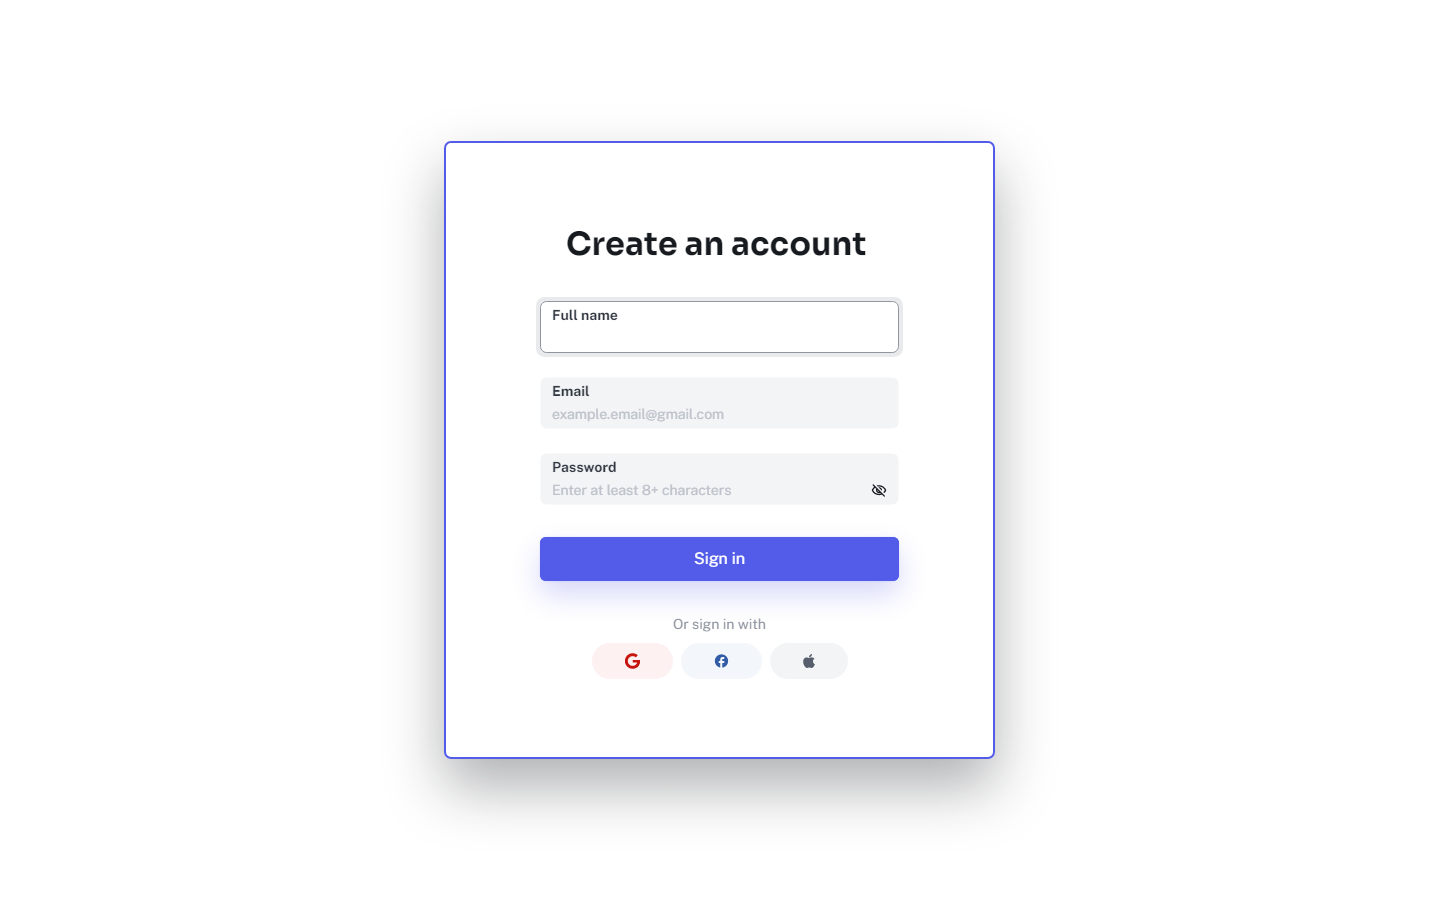 Create an account
Full name
Email
example.email@gmail.com
Password
Enter at least 8+ characters
Sign in
Or sign in with